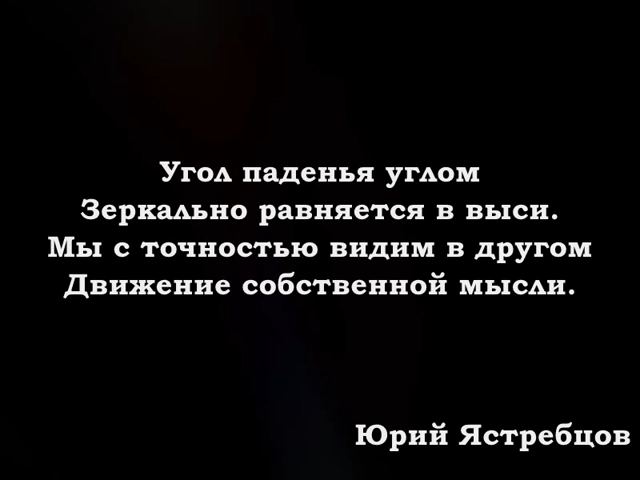 Угол паденья углом
Зеркально равняется в выси.
Мы с точностью видим в другом
Движение собственной мысли.
Юрий Ястребцов